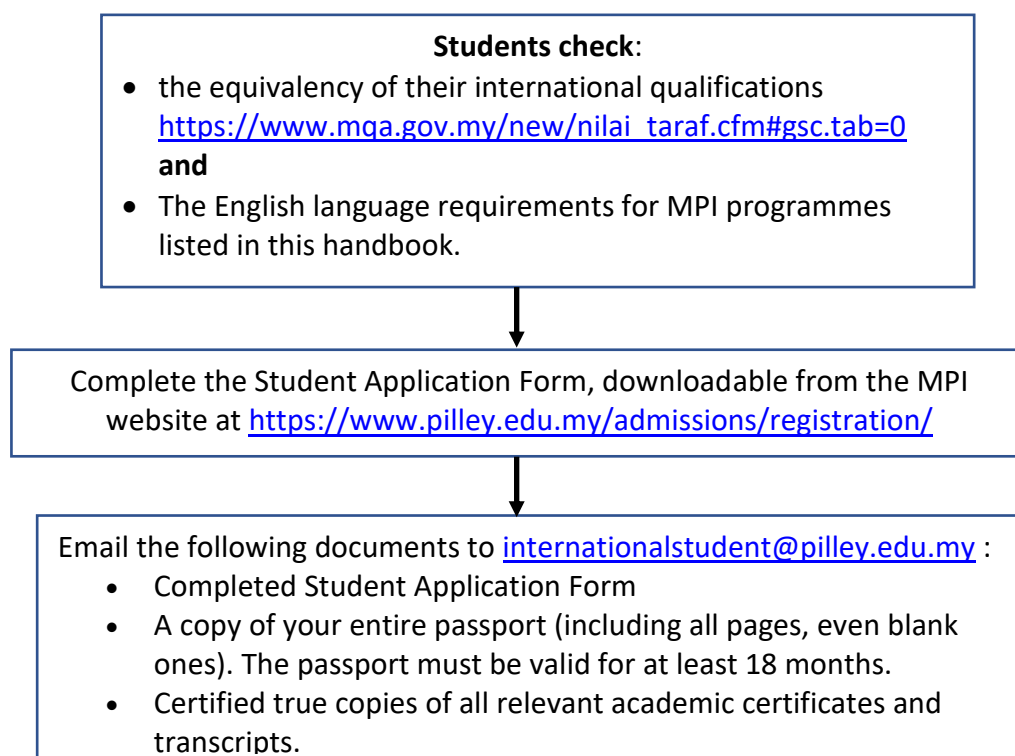 Students check:
• the equivalency of their international qualifications
https://www.mqa.gov.my/new/nilai_taraf.cfm#gsc.tab=0
and
• The English language requirements for MPI programmes
listed in this handbook.
Complete the Student Application Form, downloadable from the MPI
website at https://www.pilley.edu.my/admissions/registration/
Email the following documents to internationalstudent@pilley.edu.my :
• Completed Student Application Form
• A copy of your entire passport (including all pages, even blank
ones). The passport must be valid for at least 18 months.
• Certified true copies of all relevant academic certificates and
transcripts.